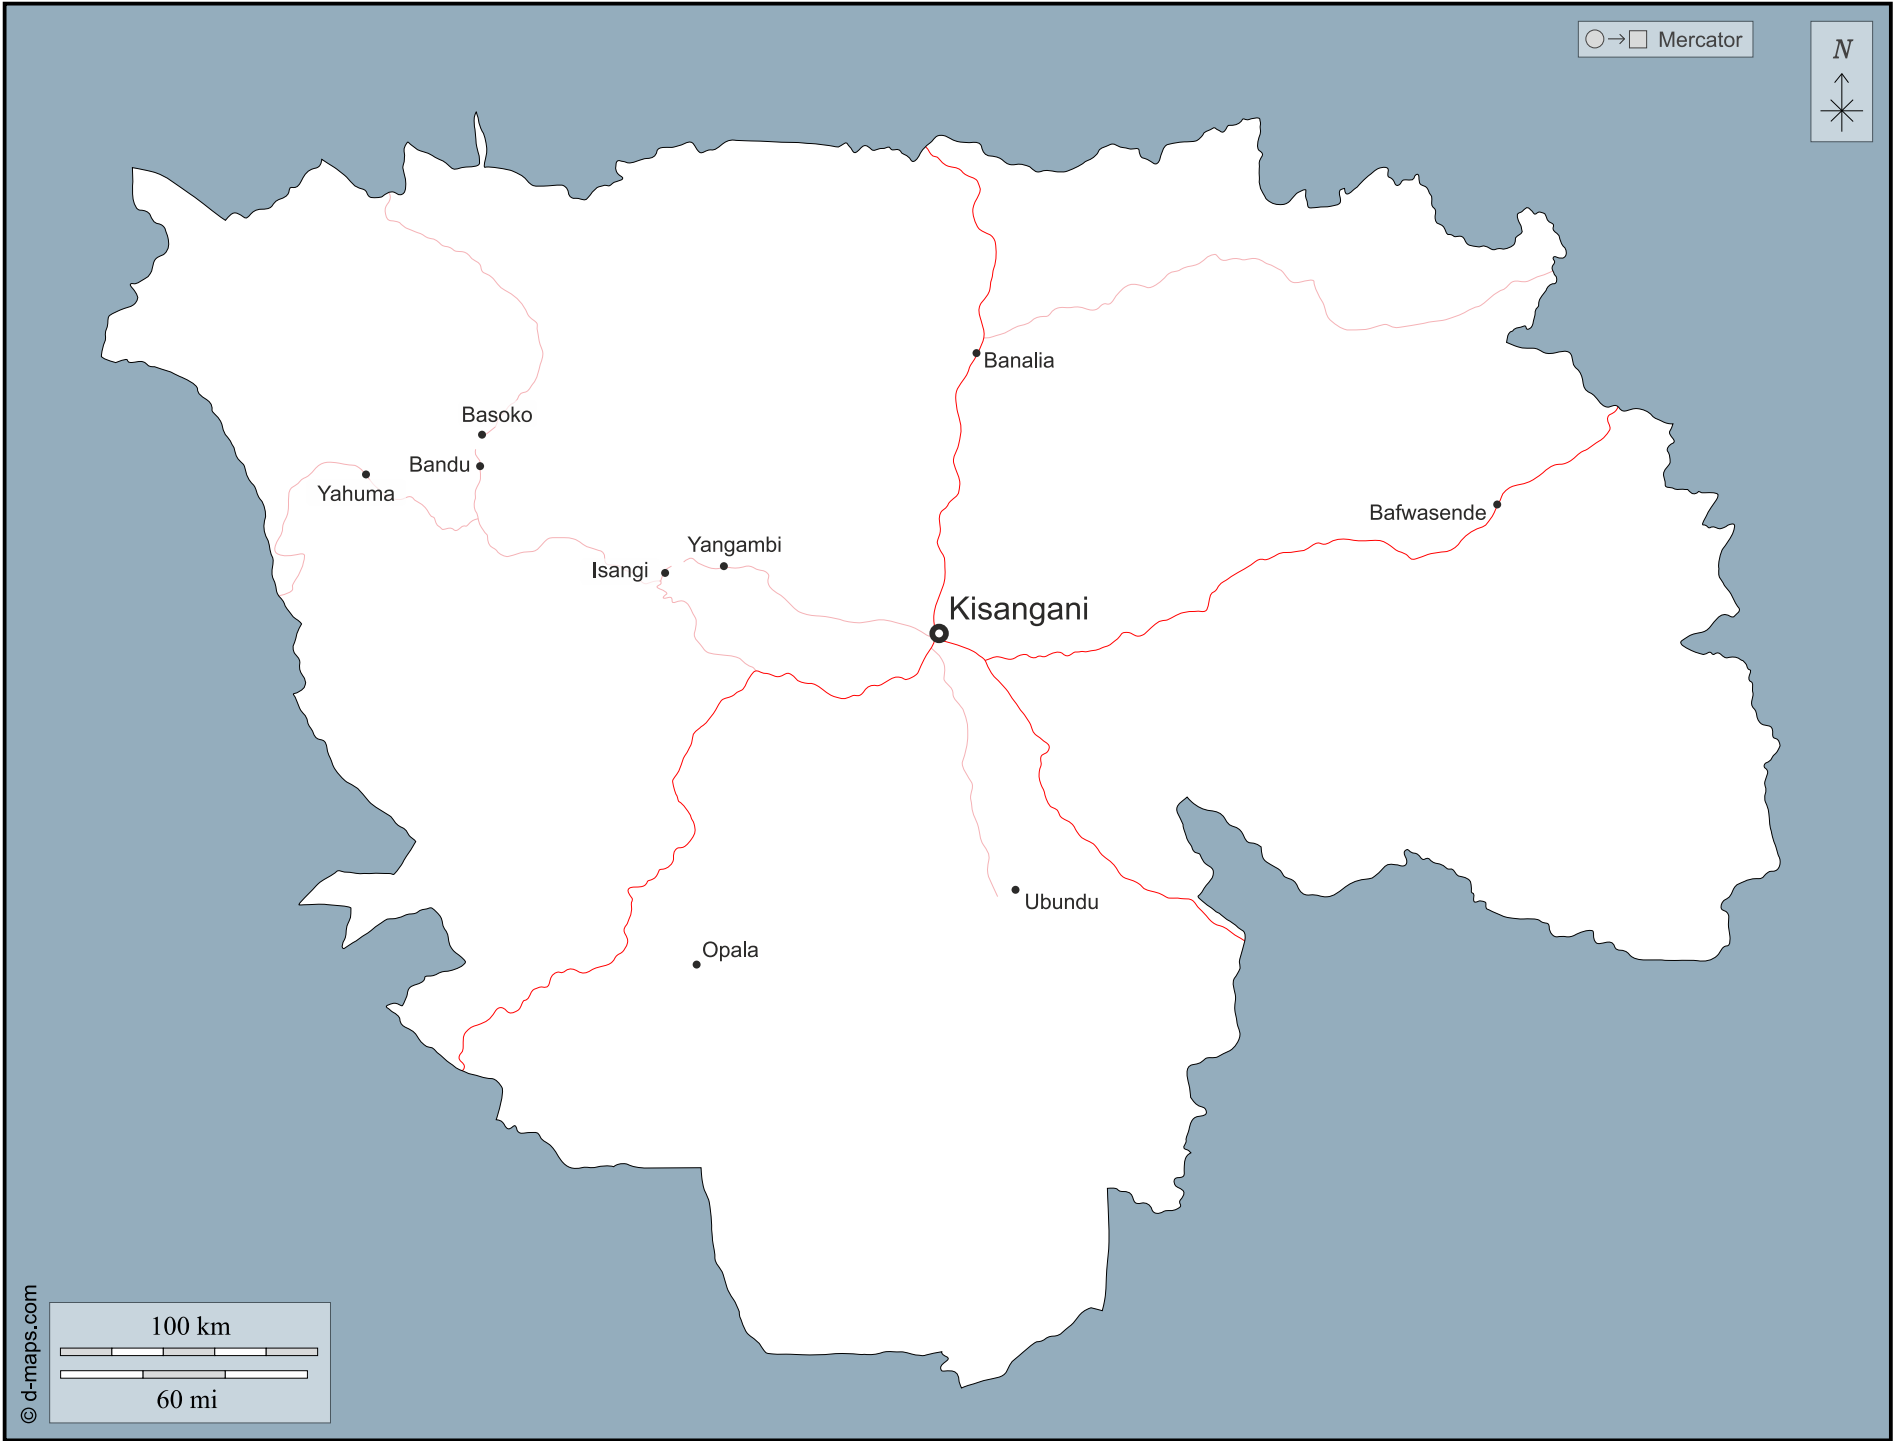 Mercator
N
Banalia
Basoko
Bandu
Yahuma
Bafwasende
Yangambi
Isangi
Kisangani
Ubundu
Opala
100 km
60 mi
© d-maps.com